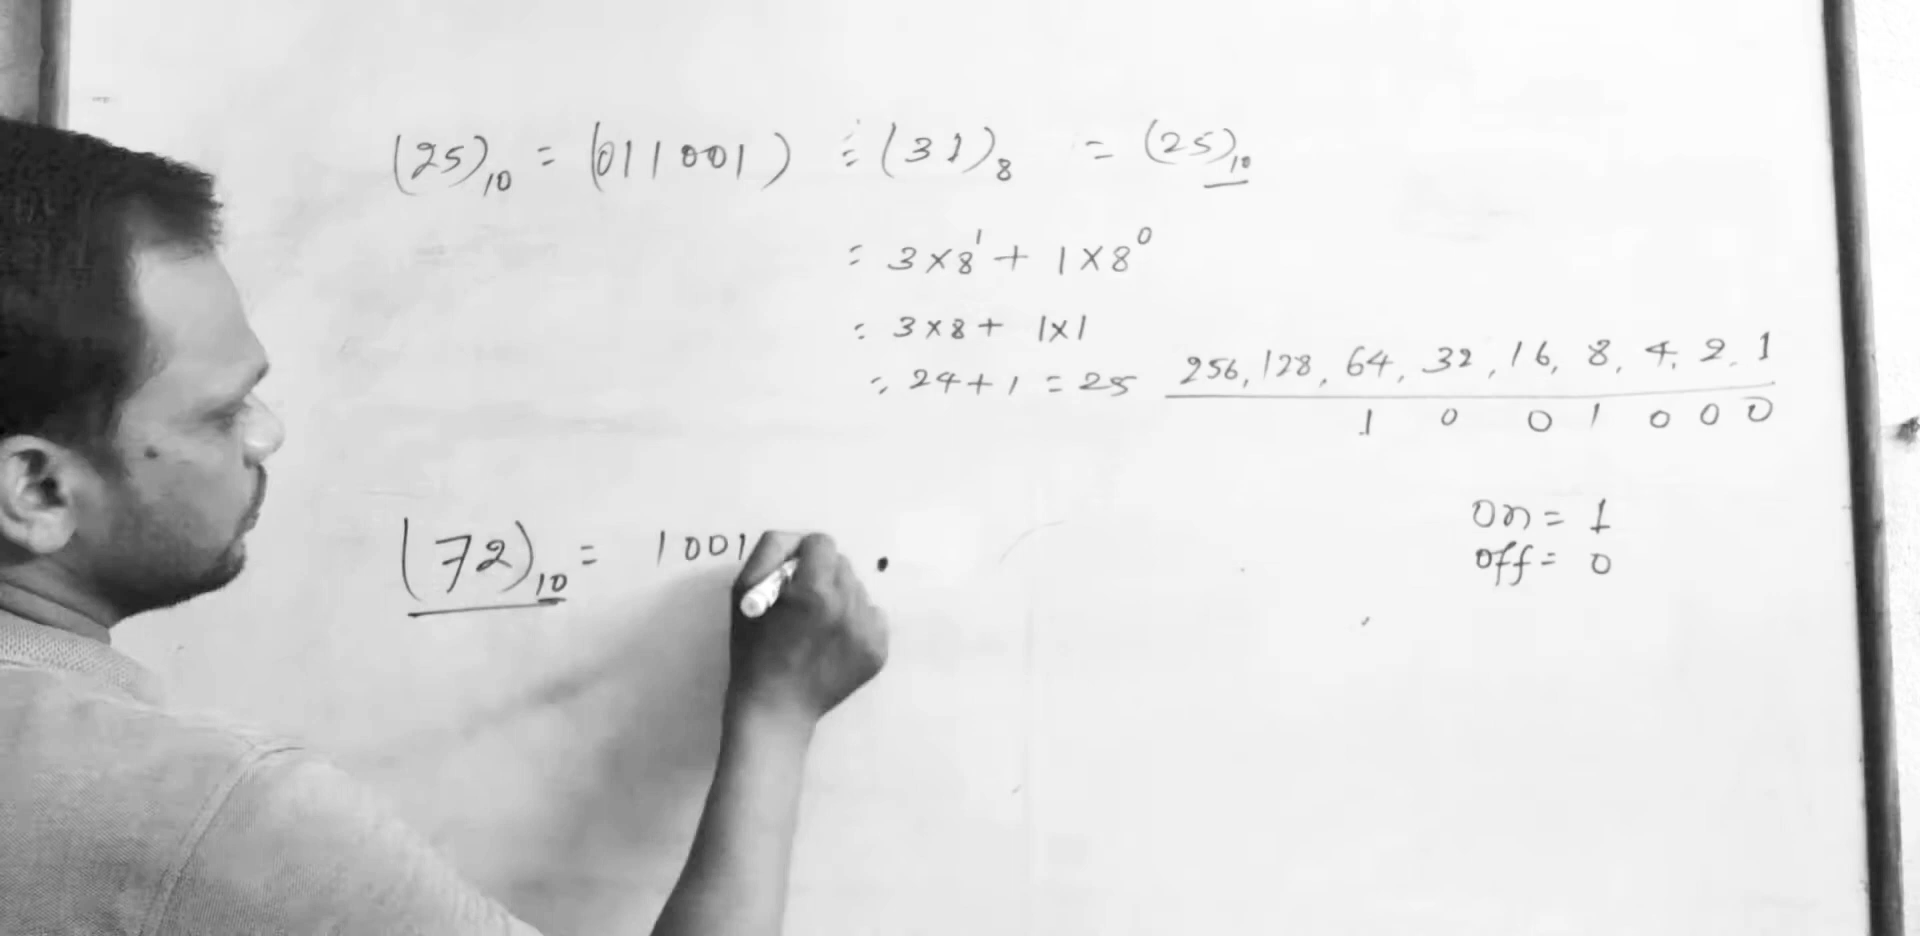 (25)₁₀ = (011001) = (31)₈ = (25)₁₀
= 3×8¹ + 1×8⁰
= 3×8 + 1×1
= 24 + 1 = 25
256, 128, 64, 32, 16, 8, 4, 2, 1
1 0 0 1 0 0 0
on = 1
off = 0
(72)₁₀ = 1001